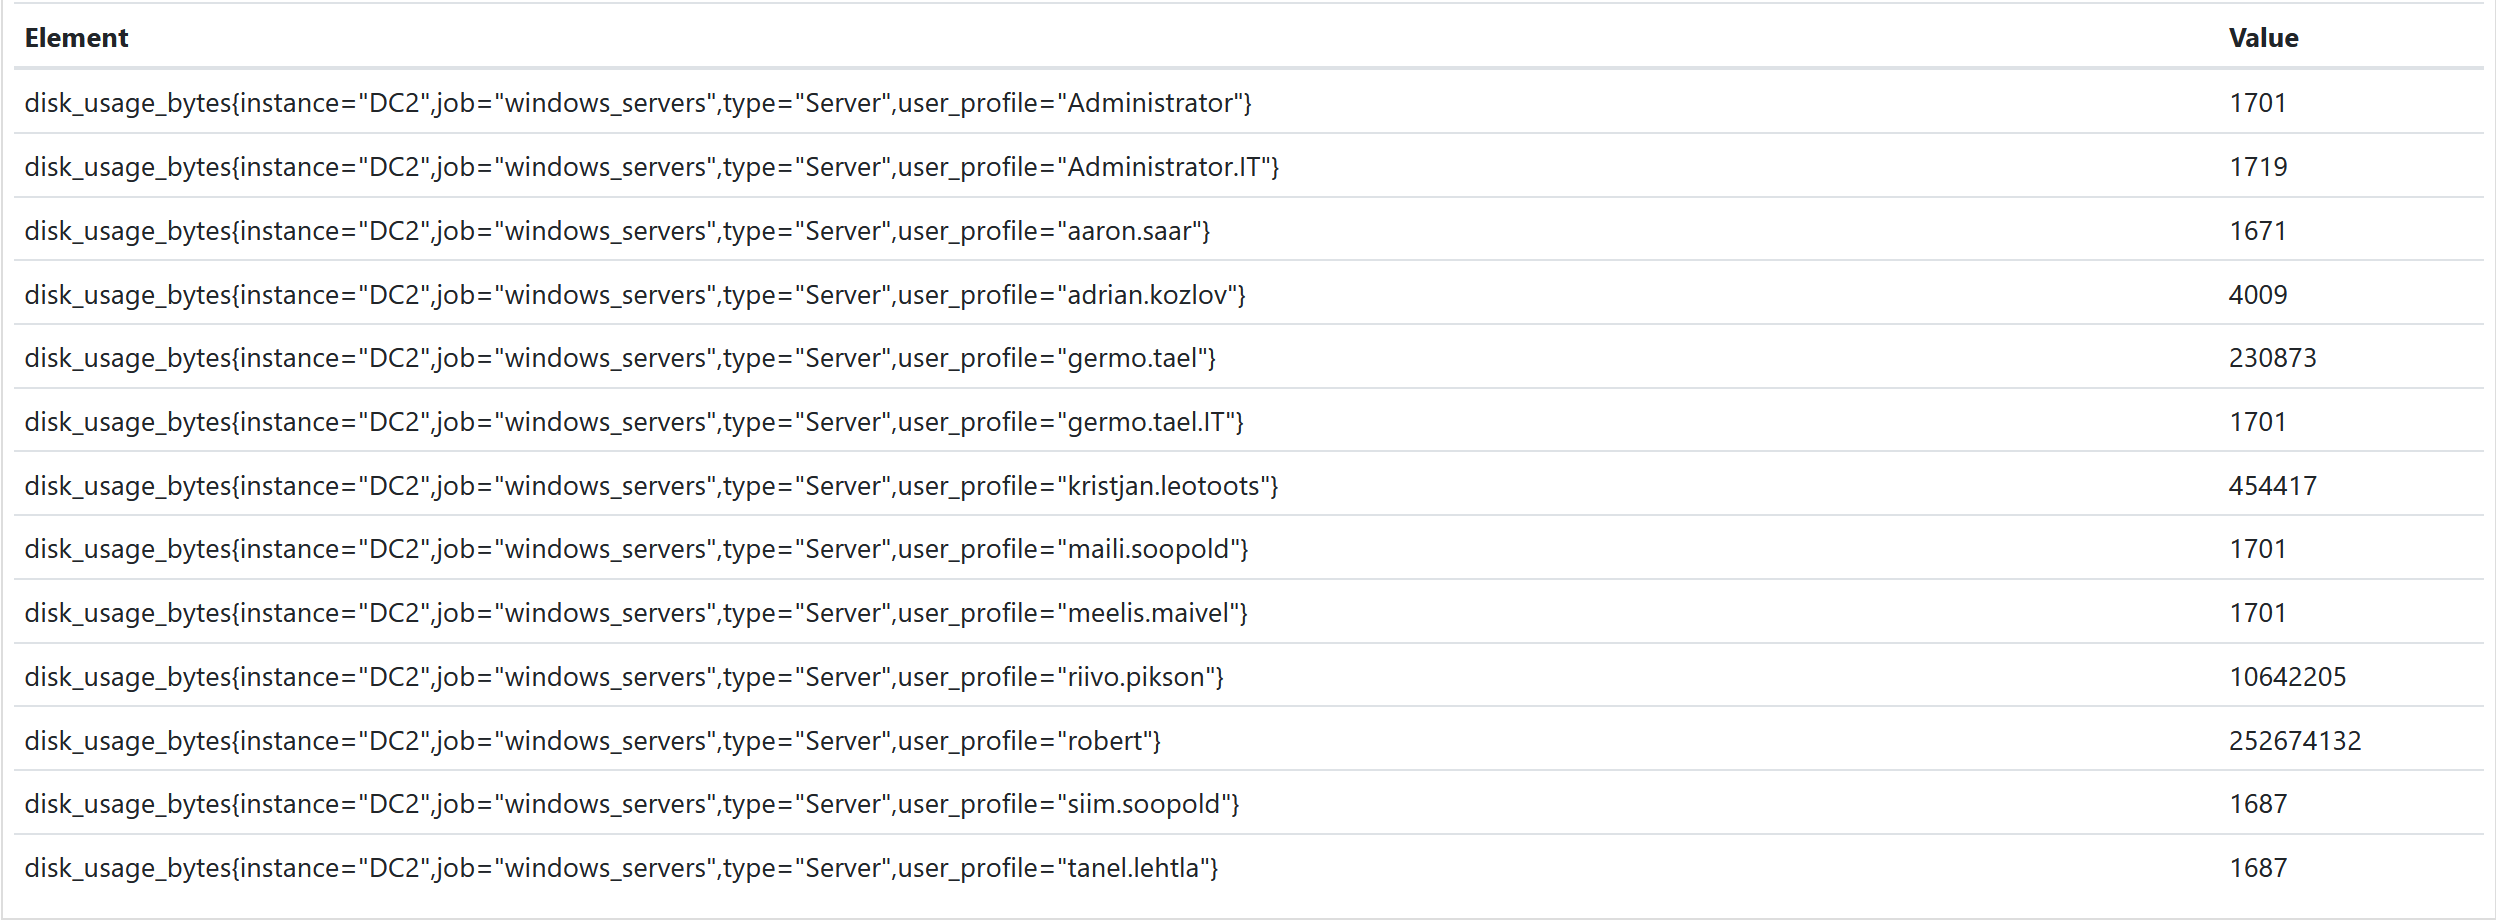 Element Value
disk_usage_bytes{instance="DC2",job="windows_servers",type="Server",user_profile="Administrator"} 1701
disk_usage_bytes{instance="DC2",job="windows_servers",type="Server",user_profile="Administrator.IT"} 1719
disk_usage_bytes{instance="DC2",job="windows_servers",type="Server",user_profile="aaron.saar"} 1671
disk_usage_bytes{instance="DC2",job="windows_servers",type="Server",user_profile="adrian.kozlov"} 4009
disk_usage_bytes{instance="DC2",job="windows_servers",type="Server",user_profile="germo.tael"} 230873
disk_usage_bytes{instance="DC2",job="windows_servers",type="Server",user_profile="germo.tael.IT"} 1701
disk_usage_bytes{instance="DC2",job="windows_servers",type="Server",user_profile="kristjan.leotoots"} 454417
disk_usage_bytes{instance="DC2",job="windows_servers",type="Server",user_profile="maili.soopold"} 1701
disk_usage_bytes{instance="DC2",job="windows_servers",type="Server",user_profile="meelis.maivel"} 1701
disk_usage_bytes{instance="DC2",job="windows_servers",type="Server",user_profile="riivo.pikson"} 10642205
disk_usage_bytes{instance="DC2",job="windows_servers",type="Server",user_profile="robert"} 252674132
disk_usage_bytes{instance="DC2",job="windows_servers",type="Server",user_profile="siim.soopold"} 1687
disk_usage_bytes{instance="DC2",job="windows_servers",type="Server",user_profile="tanel.lehtla"} 1687